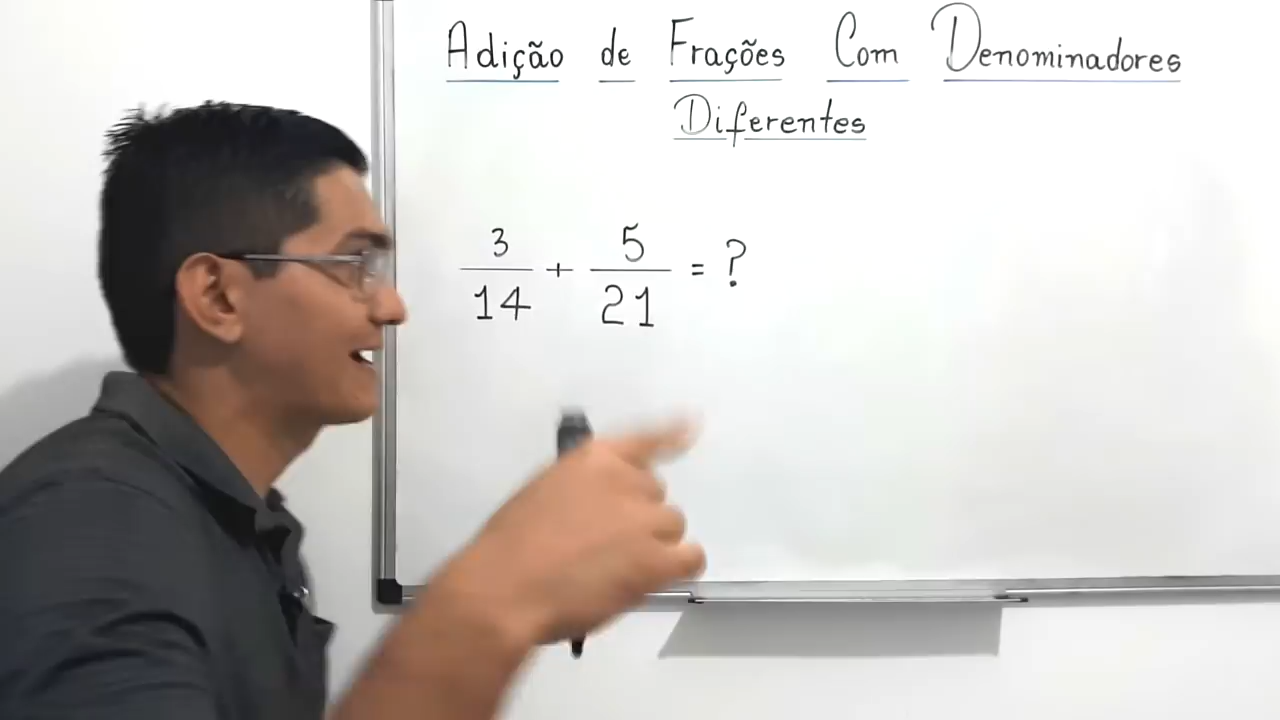 Adição de Frações Com Denominadores
Diferentes
3/14 + 5/21 = ?